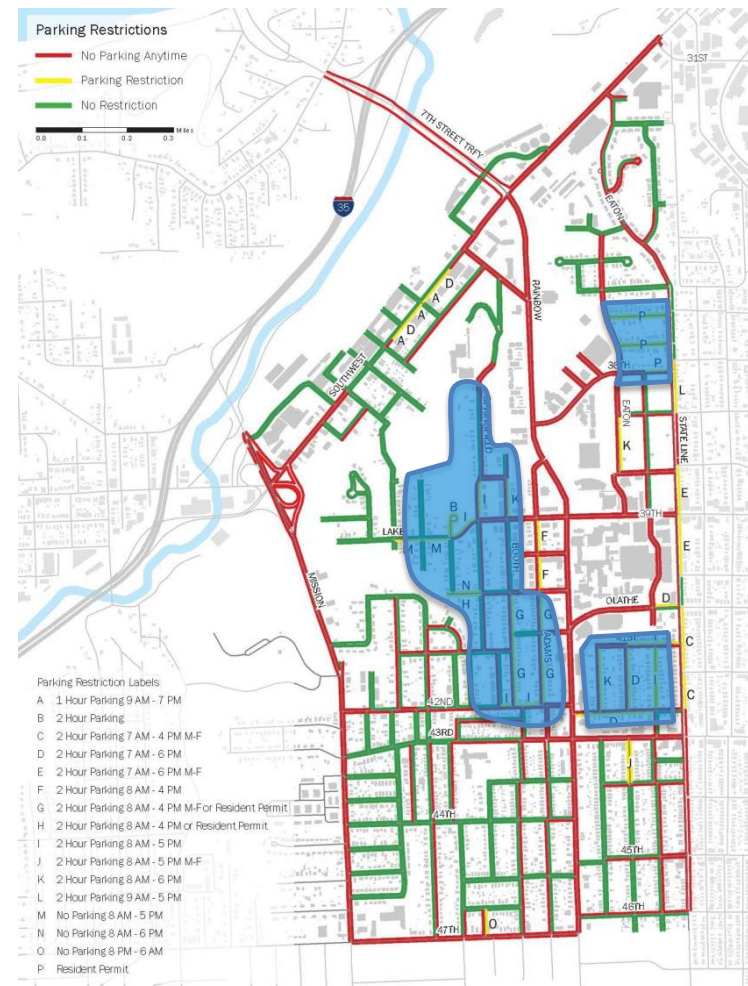 Parking Restrictions
No Parking Anytime
Parking Restriction
No Restriction
0.0 0.1 0.2 0.3 Miles
31ST
7TH STREET TRFY
35
EATON
RAINBOW
D
A
A
D
A
SOUTHWEST
P
P
P
36TH
L
EATON
STATE LINE
K
E
I
K
B
I
39TH
LAKE
M
M
F
BOOTH
E
F
N
H
OLATHE
D
MISSION
G
G
ADAMS
41ST
I
C
G
G
K
D
I
I
I
C
42ND
D
43RD
J
44TH
45TH
46TH
O
47TH
Parking Restriction Labels
A 1 Hour Parking 9 AM - 7 PM
B 2 Hour Parking
C 2 Hour Parking 7 AM - 4 PM M-F
D 2 Hour Parking 7 AM - 6 PM
E 2 Hour Parking 7 AM - 6 PM M-F
F 2 Hour Parking 8 AM - 4 PM
G 2 Hour Parking 8 AM - 4 PM M-F or Resident Permit
H 2 Hour Parking 8 AM - 4 PM or Resident Permit
I 2 Hour Parking 8 AM - 5 PM
J 2 Hour Parking 8 AM - 5 PM M-F
K 2 Hour Parking 8 AM - 6 PM
L 2 Hour Parking 9 AM - 5 PM
M No Parking 8 AM - 5 PM
N No Parking 8 AM - 6 PM
O No Parking 8 PM - 6 AM
P Resident Permit